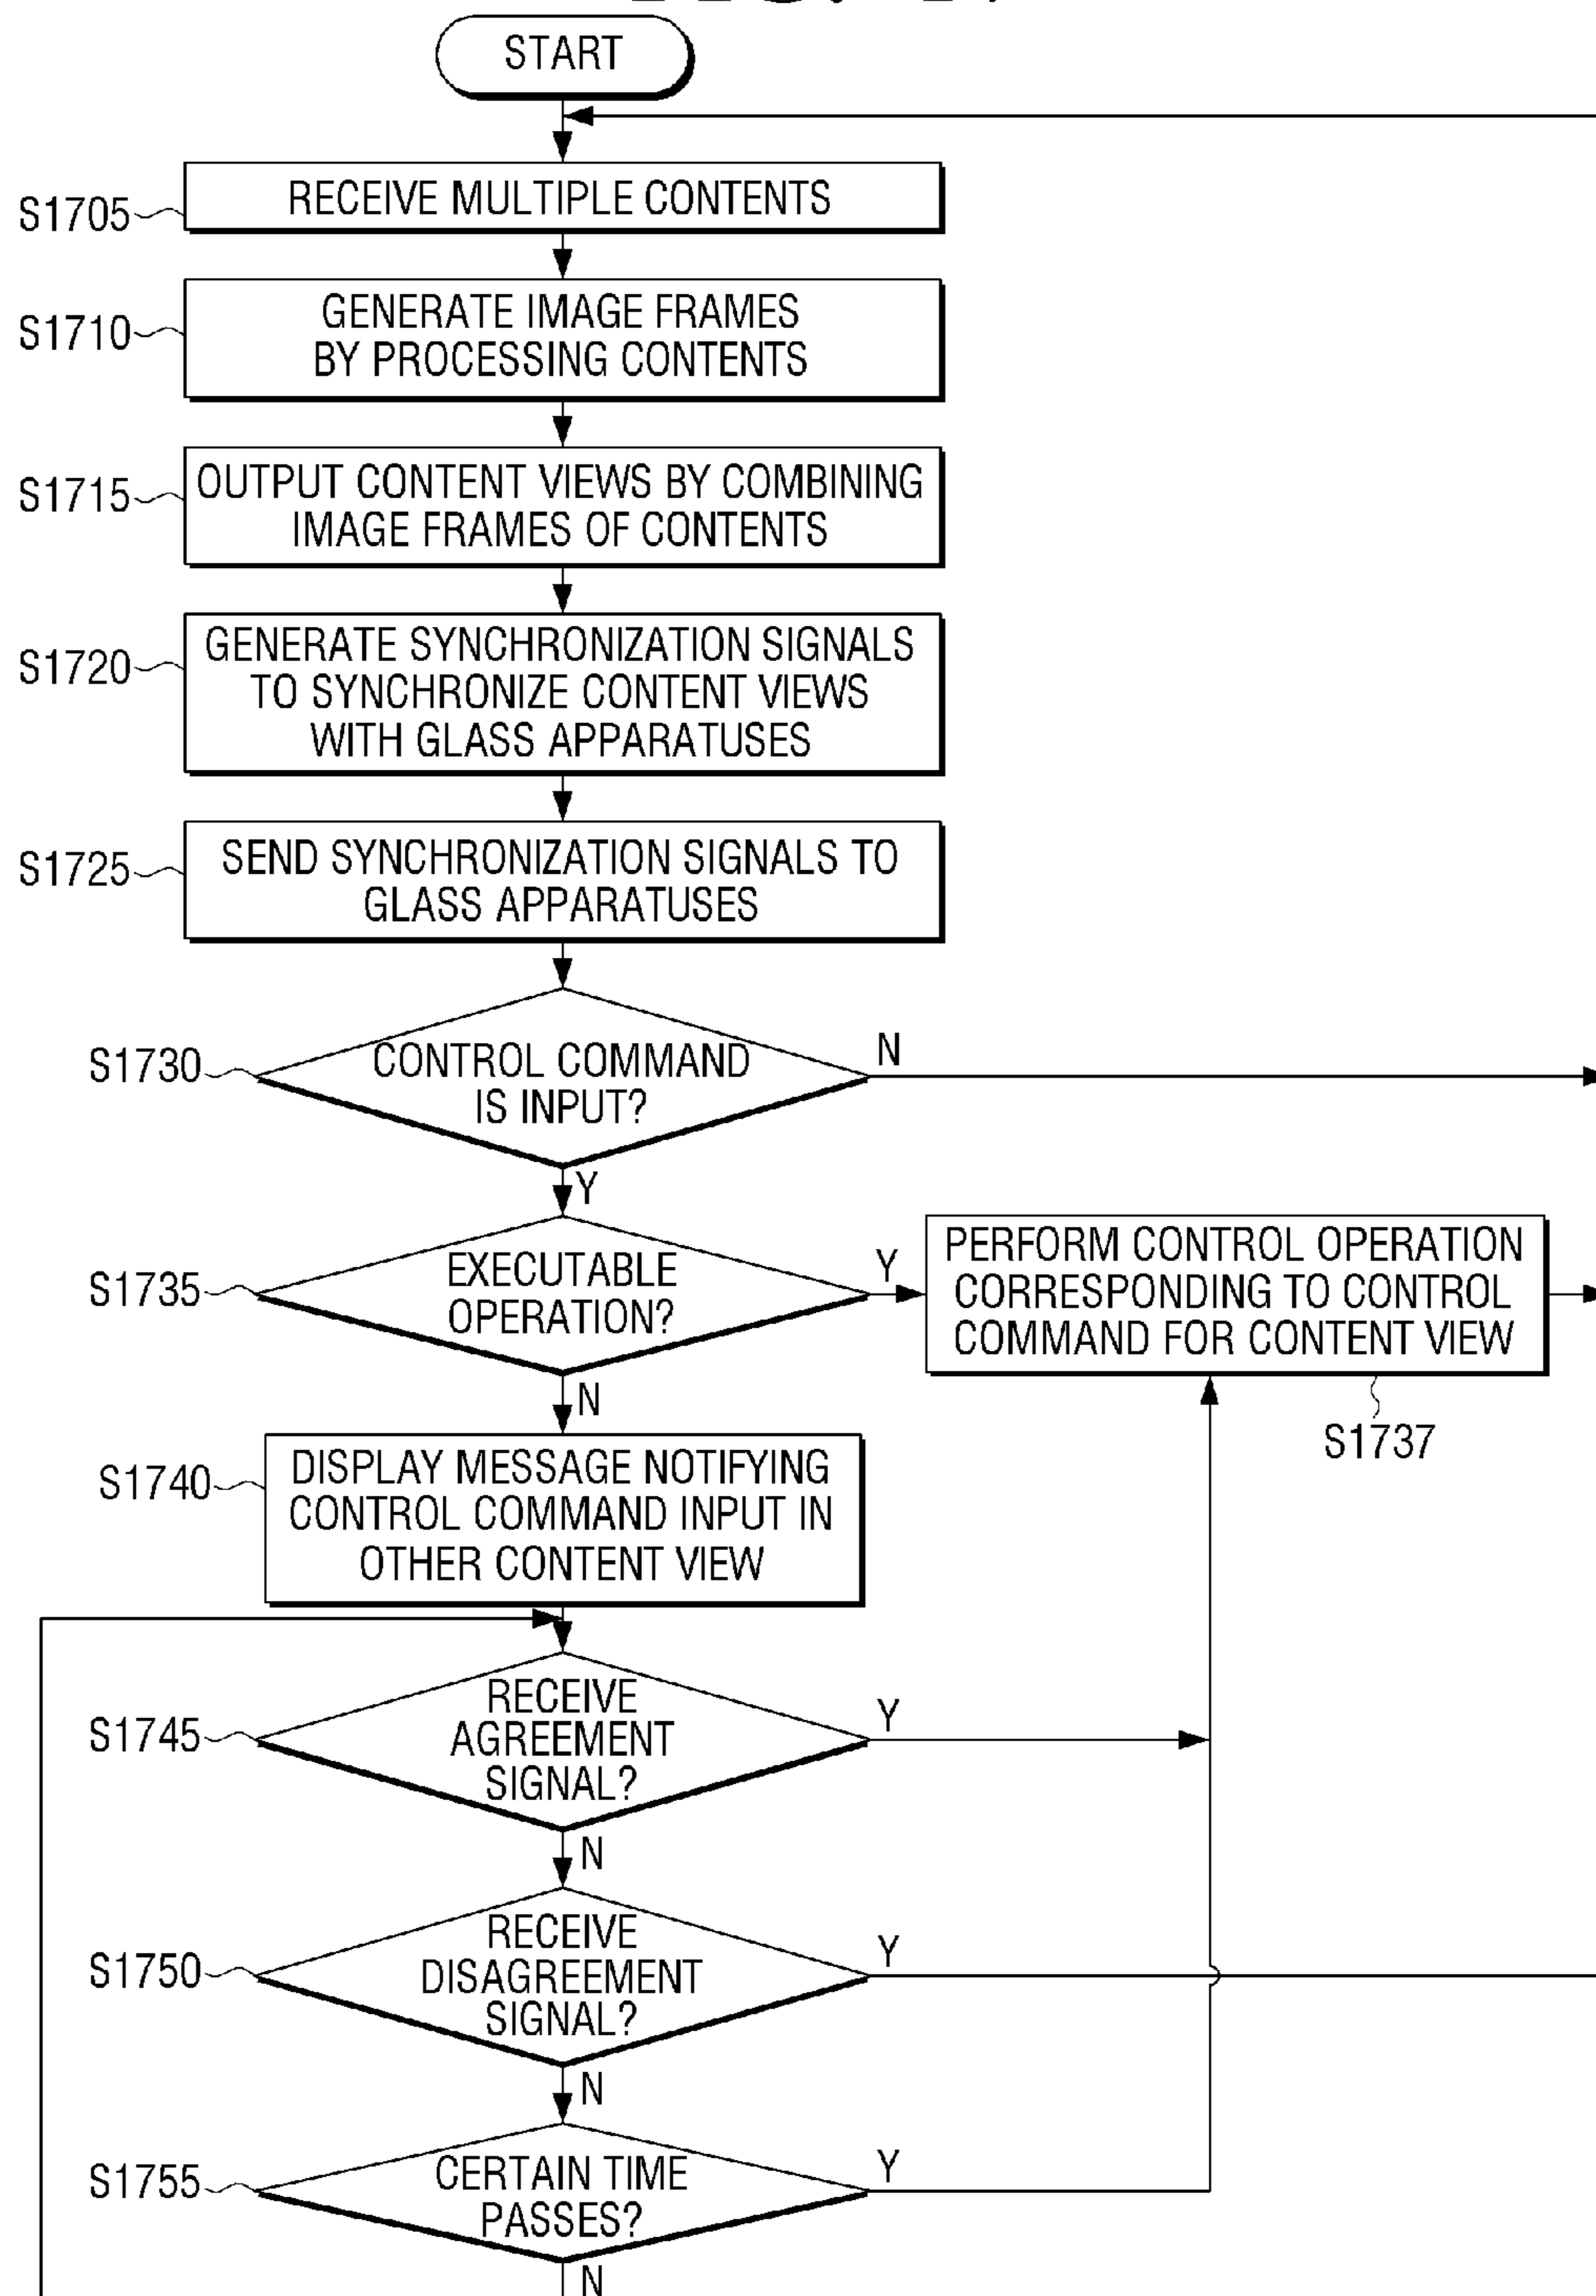 START
S1705
RECEIVE MULTIPLE CONTENTS
S1710
GENERATE IMAGE FRAMES
BY PROCESSING CONTENTS
S1715
OUTPUT CONTENT VIEWS BY COMBINING
IMAGE FRAMES OF CONTENTS
S1720
GENERATE SYNCHRONIZATION SIGNALS
TO SYNCHRONIZE CONTENT VIEWS
WITH GLASS APPARATUSES
S1725
SEND SYNCHRONIZATION SIGNALS TO
GLASS APPARATUSES
S1730
CONTROL COMMAND
IS INPUT?
N
Y
S1735
EXECUTABLE
OPERATION?
Y
PERFORM CONTROL OPERATION
CORRESPONDING TO CONTROL
COMMAND FOR CONTENT VIEW
S1737
N
S1740
DISPLAY MESSAGE NOTIFYING
CONTROL COMMAND INPUT IN
OTHER CONTENT VIEW
S1745
RECEIVE
AGREEMENT
SIGNAL?
Y
N
S1750
RECEIVE
DISAGREEMENT
SIGNAL?
Y
N
S1755
CERTAIN TIME
PASSES?
Y
N